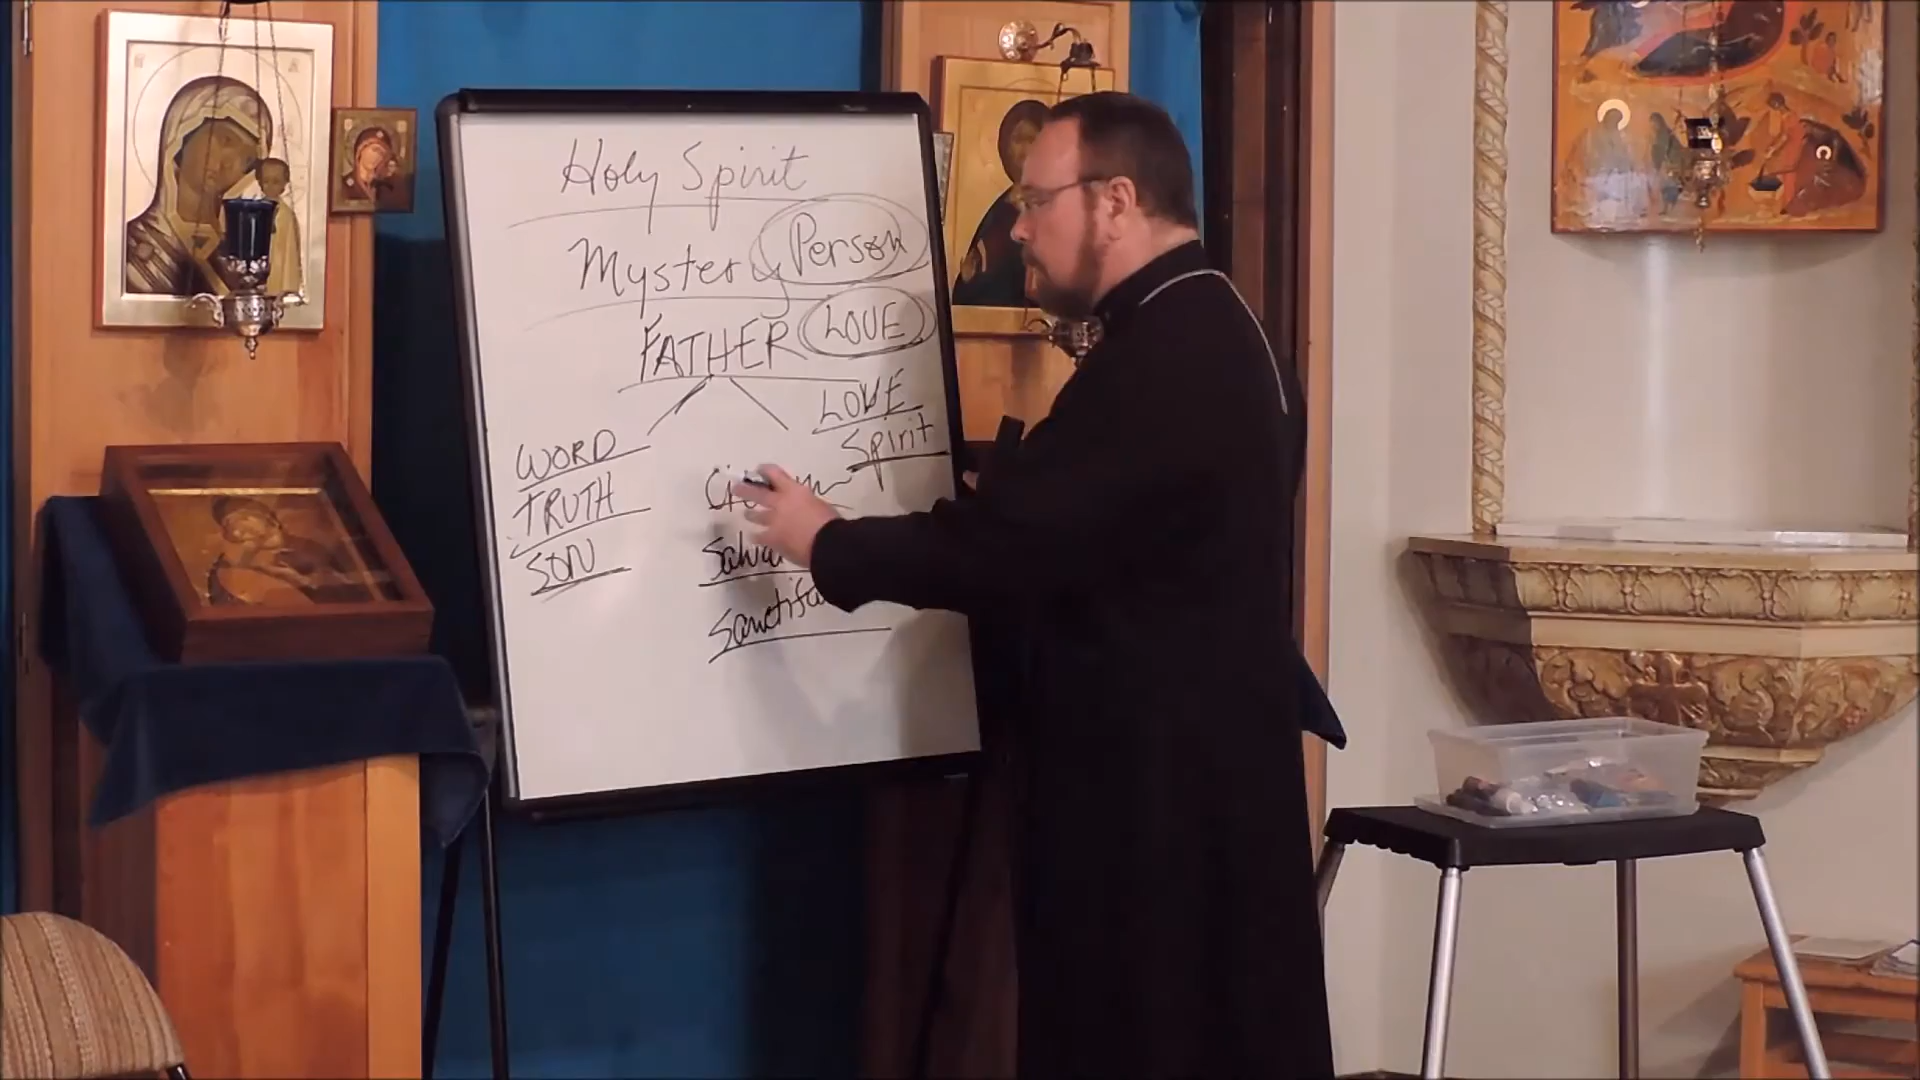 Holy Spirit
Mystery Person
FATHER LOVE
LOVE
Spirit
WORD
TRUTH
SON